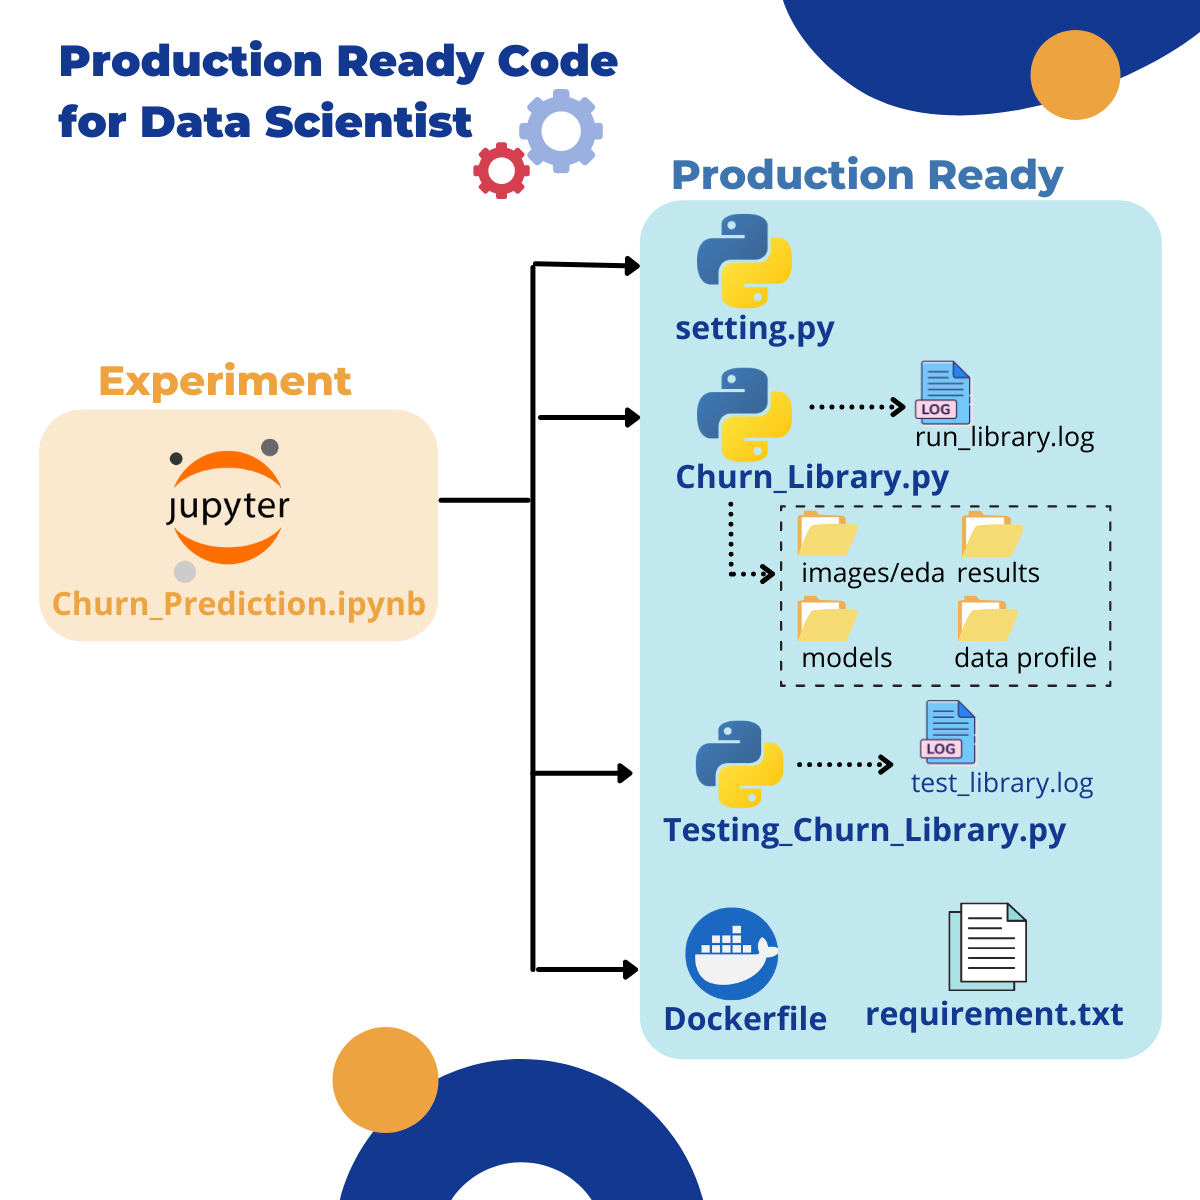 Production Ready Code
for Data Scientist
Production Ready
setting.py
Experiment
jupyter
Churn_Prediction.ipynb
LOG
run_library.log
Churn_Library.py
images/eda
results
models
data profile
LOG
test_library.log
Testing_Churn_Library.py
Dockerfile
requirement.txt